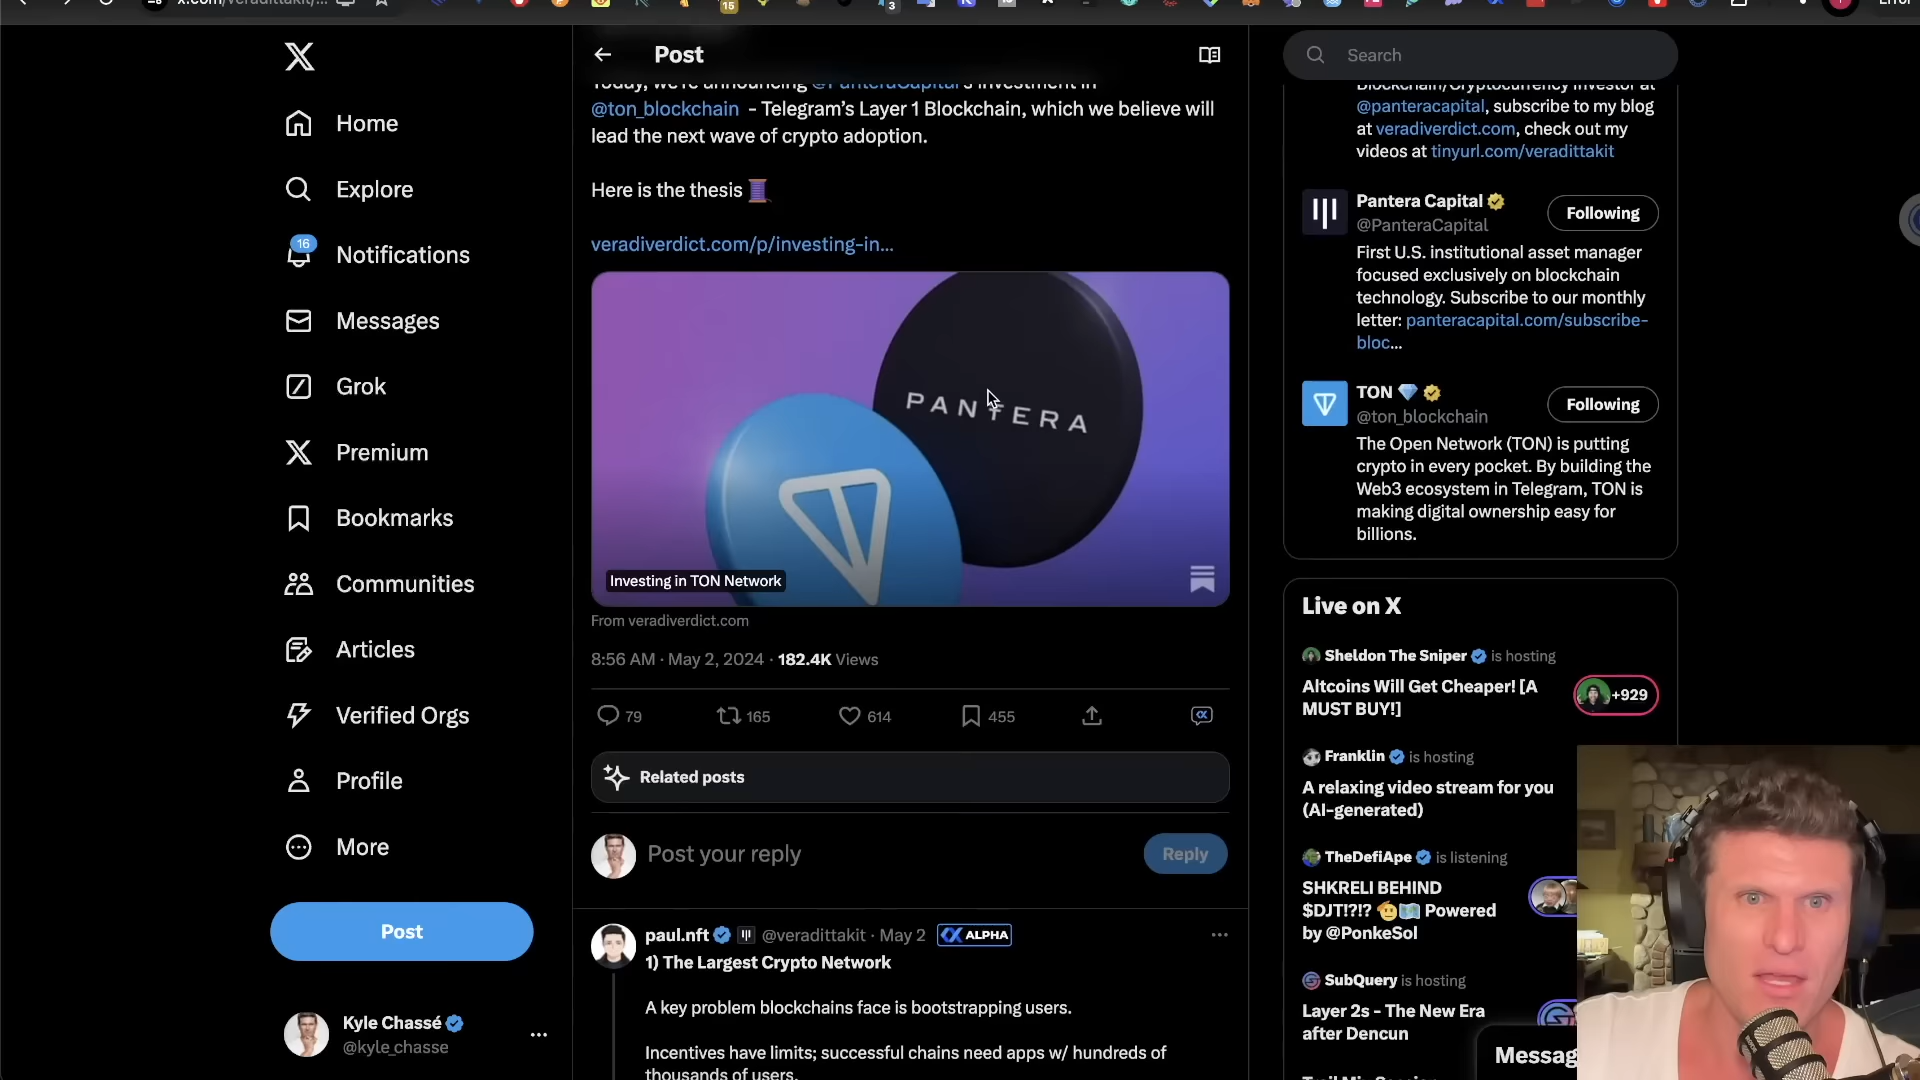 Post
Search
Home
Explore
16
Notifications
Messages
Grok
Premium
Bookmarks
Communities
Articles
Verified Orgs
Profile
More
Post
Kyle Chassé
@kyle_chasse
Today, we're announcing @PanteraCapital's investment in
@ton_blockchain - Telegram’s Layer 1 Blockchain, which we believe will
lead the next wave of crypto adoption.
Here is the thesis
veradiverdict.com/p/investing-in…
PANTERA
Investing in TON Network
From veradiverdict.com
8:56 AM · May 2, 2024 · 182.4K Views
79 165 614 455
Related posts
Post your reply
Reply
paul.nft @veradittakit · May 2 ALPHA
1) The Largest Crypto Network
A key problem blockchains face is bootstrapping users.
Incentives have limits; successful chains need apps w/ hundreds of
thousands of users.
Blockchain/Cryptocurrency investor at
@panteracapital, subscribe to my blog
at veradiverdict.com, check out my
videos at tinyurl.com/veradittakit
Pantera Capital
@PanteraCapital
Following
First U.S. institutional asset manager
focused exclusively on blockchain
technology. Subscribe to our monthly
letter: panteracapital.com/subscribe-
bloc…
TON
@ton_blockchain
Following
The Open Network (TON) is putting
crypto in every pocket. By building the
Web3 ecosystem in Telegram, TON is
making digital ownership easy for
billions.
Live on X
Sheldon The Sniper is hosting
Altcoins Will Get Cheaper! [A
MUST BUY!]
+929
Franklin is hosting
A relaxing video stream for you
(AI-generated)
TheDefiApe is listening
SHKRELI BEHIND
$DJT!?!? Powered
by @PonkeSol
SubQuery is hosting
Layer 2s - The New Era
after Dencun
Messag